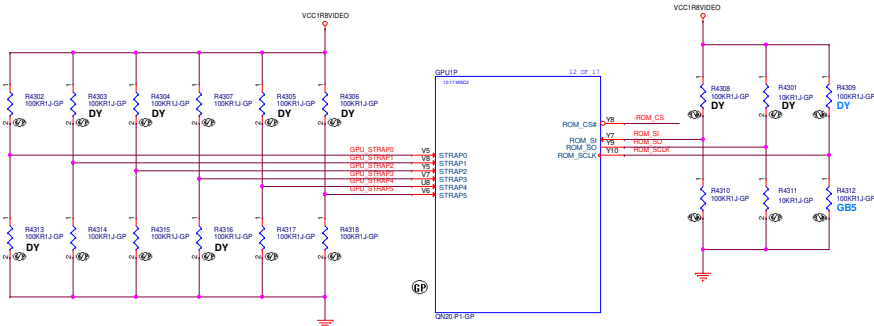 VCC1R8VIDEO
VCC1R8VIDEO
GPU1P
12 OF 17
12/17 MISC2
R4302
100KR1J-GP
R4303
100KR1J-GP
DY
R4304
100KR1J-GP
DY
R4307
100KR1J-GP
R4305
100KR1J-GP
DY
R4306
100KR1J-GP
DY
R4308
100KR1J-GP
DY
R4301
10KR1J-GP
DY
R4309
100KR1J-GP
DY
ROM_CS#
Y8
-ROM_CS
ROM_SI
Y7
ROM_SI
ROM_SO
Y9
ROM_SO
ROM_SCLK
Y10
ROM_SCLK
GPU_STRAP0
V5
STRAP0
GPU_STRAP1
V8
STRAP1
GPU_STRAP2
Y5
STRAP2
GPU_STRAP3
V7
STRAP3
GPU_STRAP4
U8
STRAP4
GPU_STRAP5
V6
STRAP5
R4310
100KR1J-GP
R4311
10KR1J-GP
R4312
100KR1J-GP
GB5
R4313
100KR1J-GP
DY
R4314
100KR1J-GP
R4315
100KR1J-GP
R4316
100KR1J-GP
DY
R4317
100KR1J-GP
R4318
100KR1J-GP
GP
QN20-P1-GP